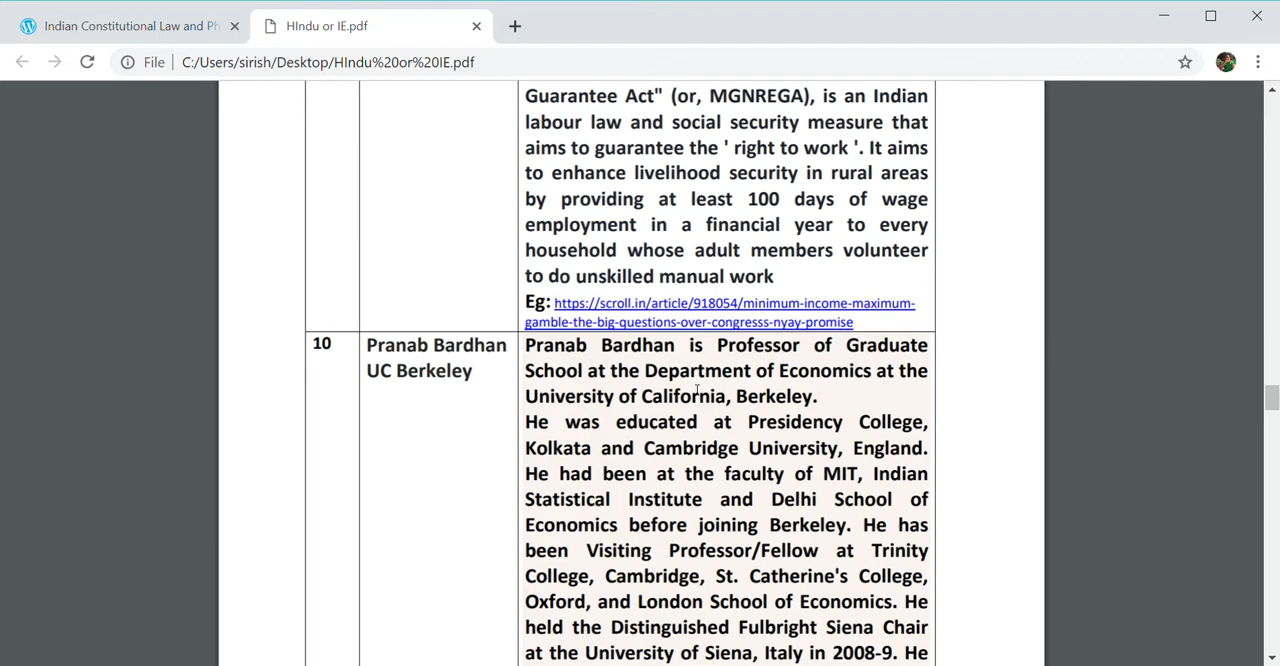 Indian Constitutional Law and Ph
HIndu or IE.pdf
File
C:/Users/sirish/Desktop/HIndu%20or%20IE.pdf
Guarantee Act" (or, MGNREGA), is an Indian
labour law and social security measure that
aims to guarantee the ' right to work '. It aims
to enhance livelihood security in rural areas
by providing at least 100 days of wage
employment in a financial year to every
household whose adult members volunteer
to do unskilled manual work
Eg: https://scroll.in/article/918054/minimum-income-maximum-
gamble-the-big-questions-over-congresss-nyay-promise
10
Pranab Bardhan
UC Berkeley
Pranab Bardhan is Professor of Graduate
School at the Department of Economics at the
University of California, Berkeley.
He was educated at Presidency College,
Kolkata and Cambridge University, England.
He had been at the faculty of MIT, Indian
Statistical Institute and Delhi School of
Economics before joining Berkeley. He has
been Visiting Professor/Fellow at Trinity
College, Cambridge, St. Catherine's College,
Oxford, and London School of Economics. He
held the Distinguished Fulbright Siena Chair
at the University of Siena, Italy in 2008-9. He